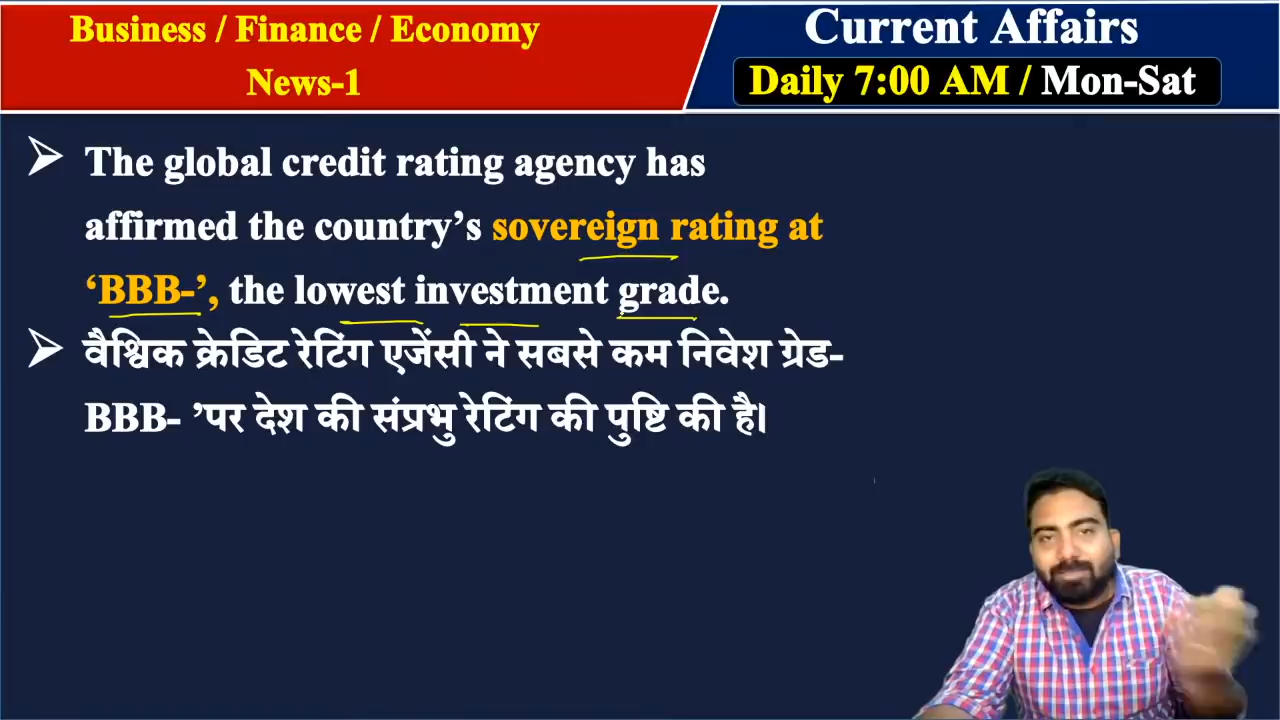 Business / Finance / Economy
News-1
Current Affairs
Daily 7:00 AM / Mon-Sat
➤ The global credit rating agency has
affirmed the country’s sovereign rating at
‘BBB-’, the lowest investment grade.
➤ वैश्विक क्रेडिट रेटिंग एजेंसी ने सबसे कम निवेश ग्रेड-
BBB- ’पर देश की संप्रभु रेटिंग की पुष्टि की है।